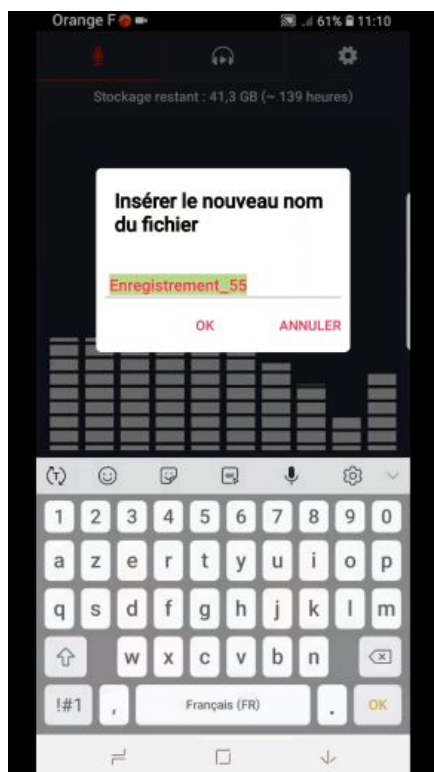 Orange F 61% 11:10
Stockage restant : 41,3 GB (~ 139 heures)
Insérer le nouveau nom
du fichier
Enregistrement_55
OK ANNULER
1 2 3 4 5 6 7 8 9 0
a z e r t y u i o p
q s d f g h j k l m
w x c v b n
!#1 , Français (FR) . OK